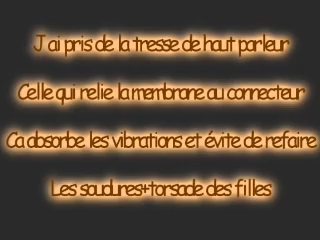 J'ai pris de la tresse de haut parleur
Celle qui relie la membrane au connecteur
Ca absorbe les vibrations et évite de refaire
Les soudures+torsade des filles